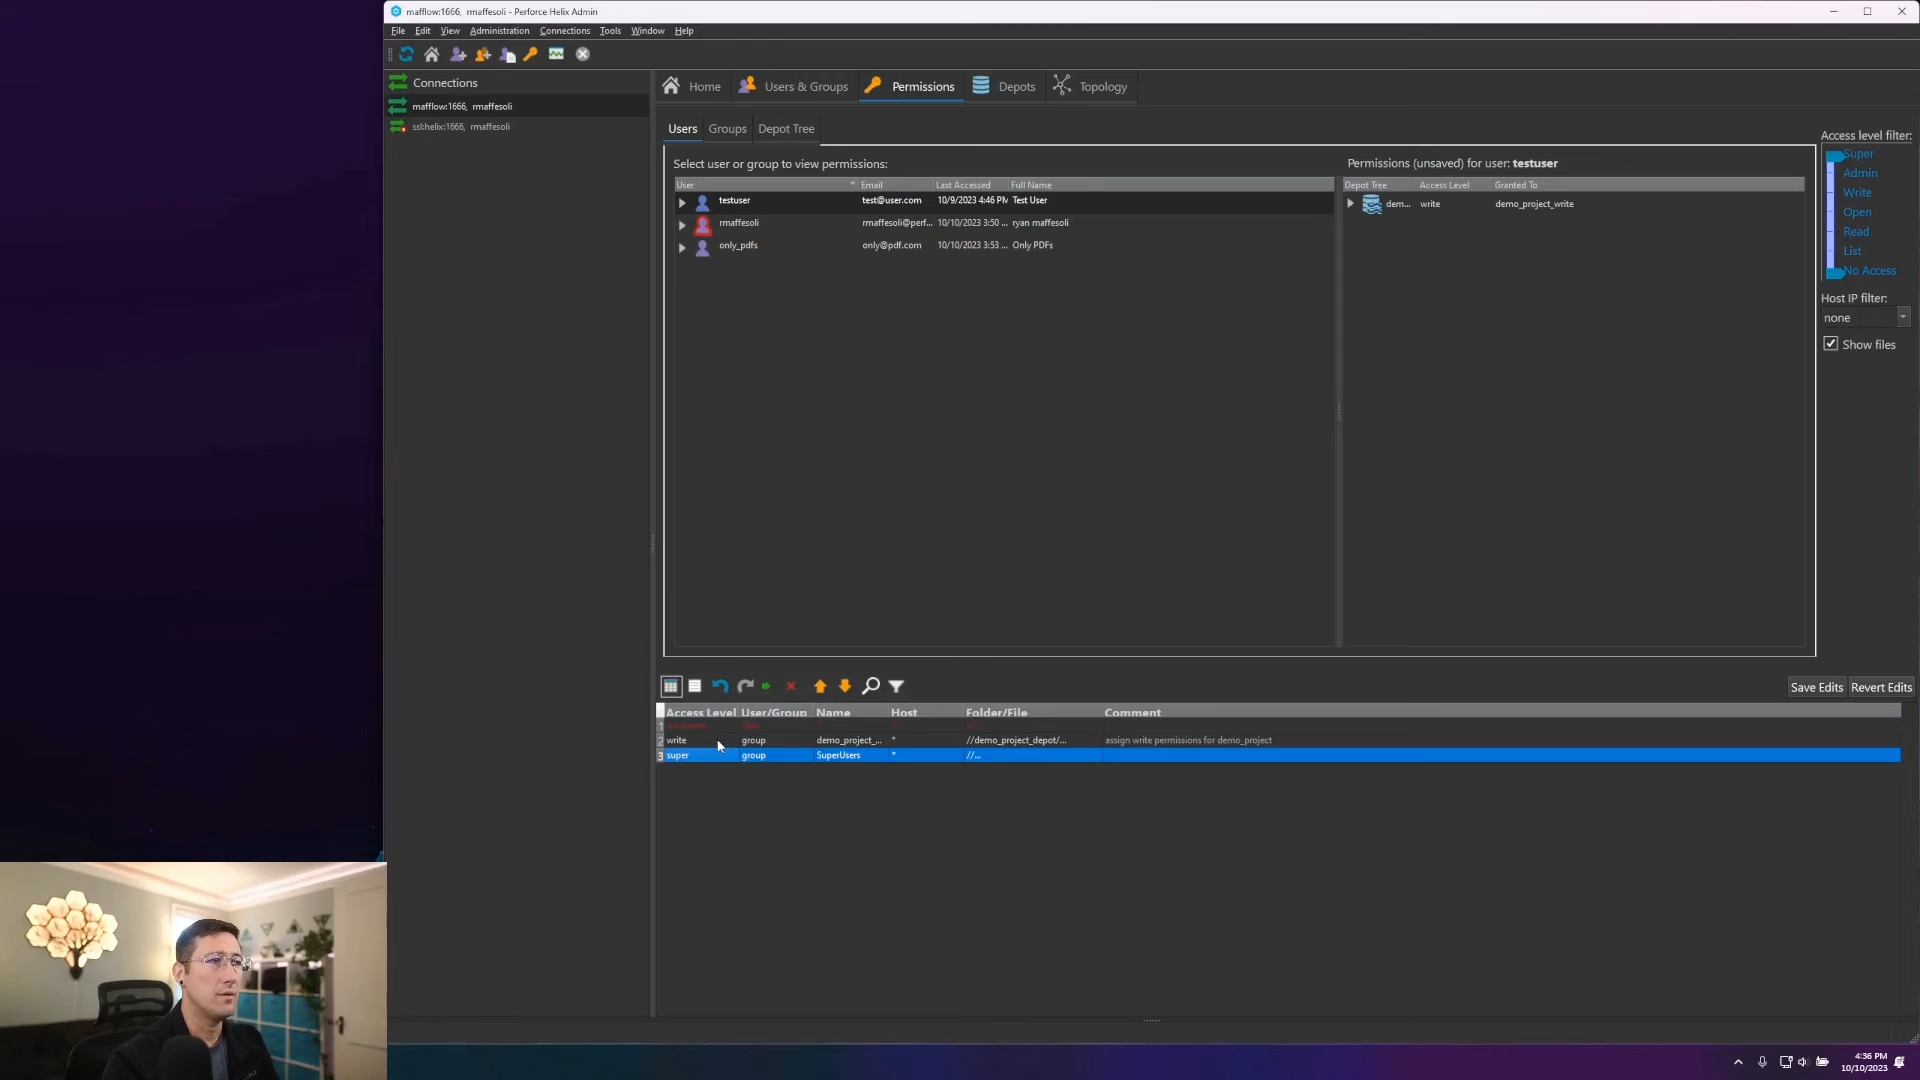 mafflow:1666, rmaffesoli - Perforce Helix Admin
File Edit View Administration Connections Tools Window Help
Connections
mafflow:1666, rmaffesoli
ssl:helix:1666, rmaffesoli
Home Users & Groups Permissions Depots Topology
Users Groups Depot Tree
Select user or group to view permissions:
User Email Last Accessed Full Name
testuser test@user.com 10/9/2023 4:46 PM Test User
rmaffesoli rmaffesoli@perf... 10/10/2023 3:50 ... ryan maffesoli
only_pdfs only@pdf.com 10/10/2023 3:53 ... Only PDFs
Permissions (unsaved) for user: testuser
Depot Tree Access Level Granted To
dem... write demo_project_write
Access level filter:
Super
Admin
Write
Open
Read
List
No Access
Host IP filter:
none
Show files
Save Edits Revert Edits
Access Level User/Group Name Host Folder/File Comment
1
2 write group demo_project_... * //demo_project_depot/... assign write permissions for demo_project
3 super group SuperUsers * //...
4:36 PM
10/10/2023